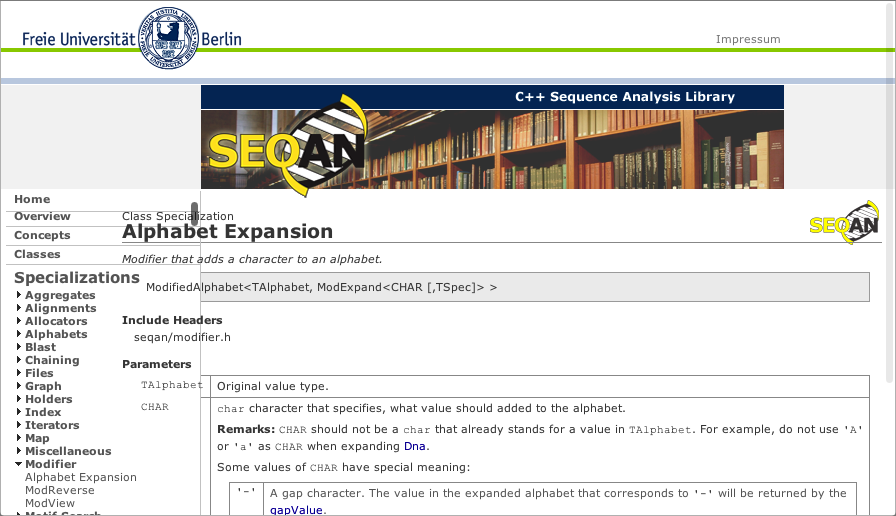 Freie Universität Berlin
Impressum
C++ Sequence Analysis Library
SEQAN
Home
Overview
Concepts
Classes
Specializations
Aggregates
Alignments
Allocators
Alphabets
Blast
Chaining
Files
Graph
Holders
Index
Iterators
Map
Miscellaneous
Modifier
Alphabet Expansion
ModReverse
ModView
Motif Search
Class Specialization
SEQAN
Alphabet Expansion
Modifier that adds a character to an alphabet.
ModifiedAlphabet<TAlphabet, ModExpand<CHAR [,TSpec]> >
Include Headers
seqan/modifier.h
Parameters
TAlphabet Original value type.
CHAR char character that specifies, what value should added to the alphabet.
Remarks: CHAR should not be a char that already stands for a value in TAlphabet. For example, do not use 'A'
or 'a' as CHAR when expanding Dna.
Some values of CHAR have special meaning:
'-' A gap character. The value in the expanded alphabet that corresponds to '-' will be returned by the
gapValue.